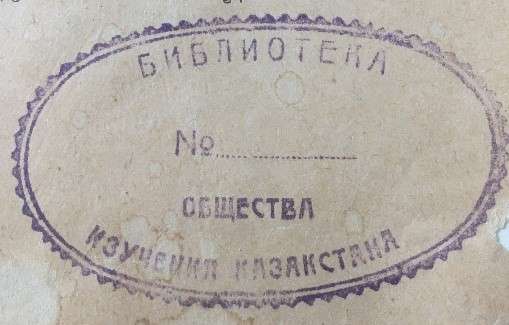 БИБЛИОТЕКА
№
ОБЩЕСТВА
ИЗУЧЕНИЯ КАЗАКСТАНА